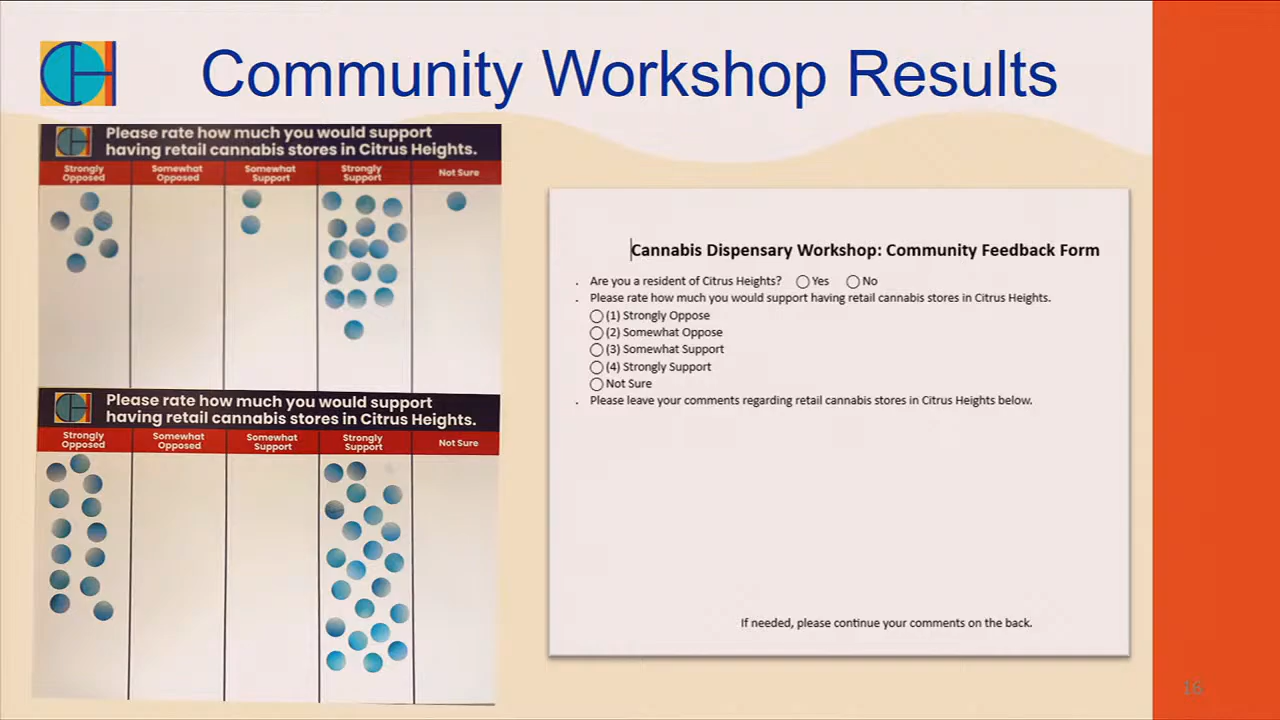 Community Workshop Results
Please rate how much you would support
having retail cannabis stores in Citrus Heights.
Strongly
Opposed
Somewhat
Opposed
Somewhat
Support
Strongly
Support
Not Sure
Please rate how much you would support
having retail cannabis stores in Citrus Heights.
Strongly
Opposed
Somewhat
Opposed
Somewhat
Support
Strongly
Support
Not Sure
Cannabis Dispensary Workshop: Community Feedback Form
. Are you a resident of Citrus Heights? Yes No
. Please rate how much you would support having retail cannabis stores in Citrus Heights.
(1) Strongly Oppose
(2) Somewhat Oppose
(3) Somewhat Support
(4) Strongly Support
Not Sure
. Please leave your comments regarding retail cannabis stores in Citrus Heights below.
If needed, please continue your comments on the back.
16